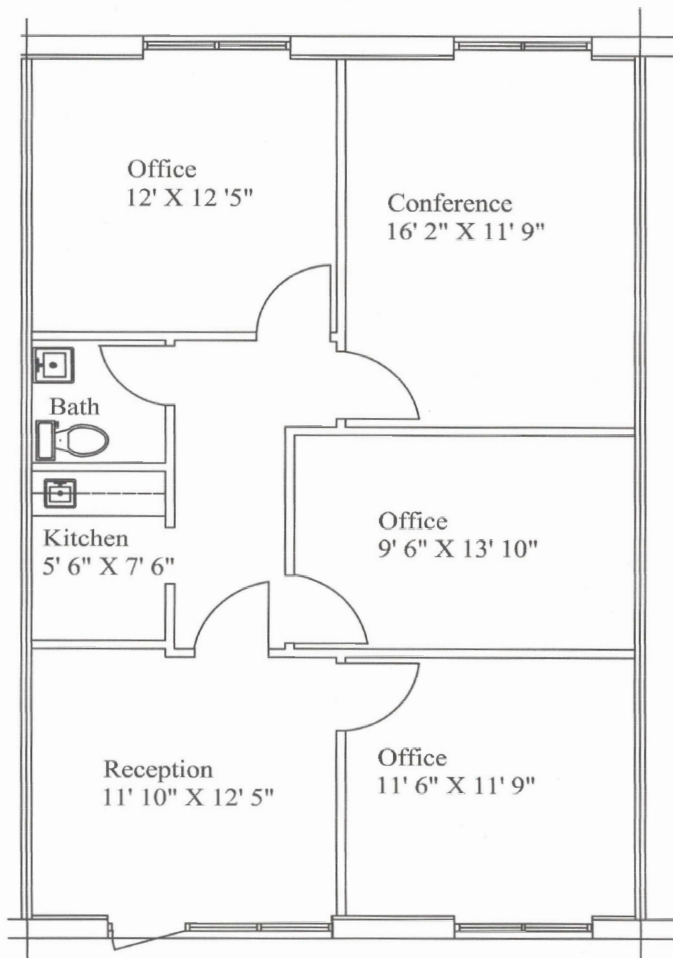 Office
12' X 12 '5"
Conference
16' 2" X 11' 9"
Bath
Kitchen
5' 6" X 7' 6"
Office
9' 6" X 13' 10"
Reception
11' 10" X 12' 5"
Office
11' 6" X 11' 9"